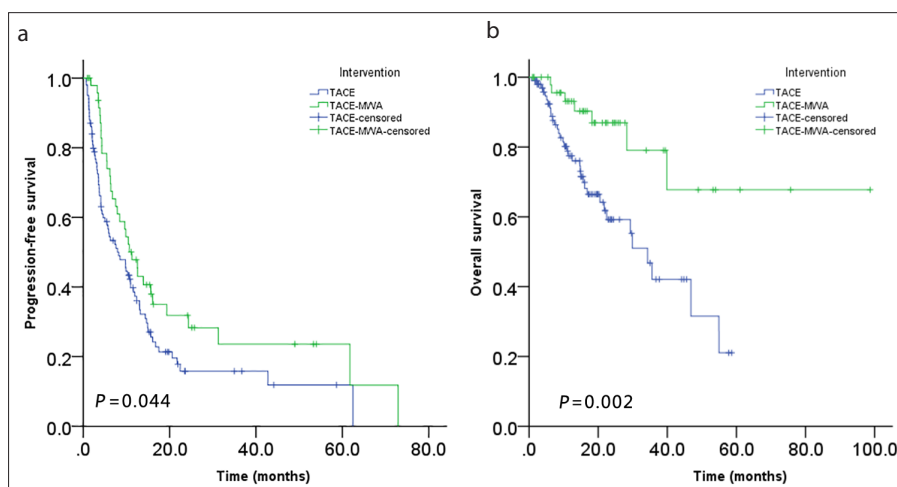 a
Progression-free survival
1.0
0.8
0.6
0.4
0.2
0.0
.0 20.0 40.0 60.0 80.0
Time (months)
Intervention
TACE
TACE-MWA
TACE-censored
TACE-MWA-censored
P=0.044
b
Overall survival
1.0
0.8
0.6
0.4
0.2
0.0
.0 20.0 40.0 60.0 80.0 100.0
Time (months)
Intervention
TACE
TACE-MWA
TACE-censored
TACE-MWA-censored
P=0.002